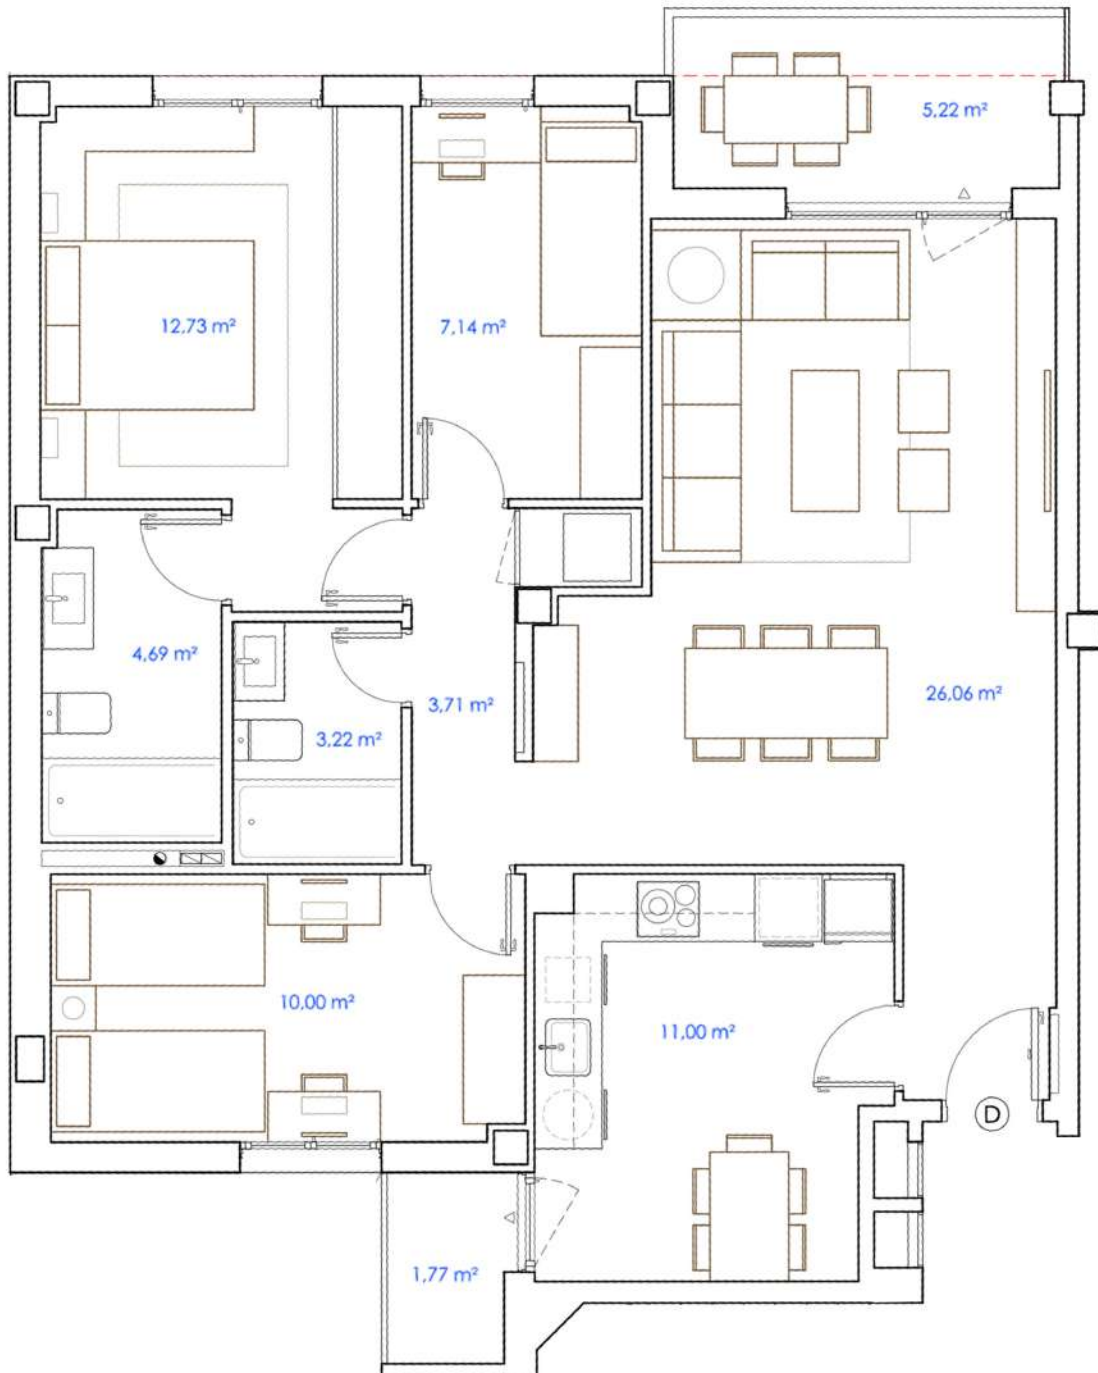 5,22 m²
12,73 m²
7,14 m²
4,69 m²
3,22 m²
3,71 m²
26,06 m²
10,00 m²
11,00 m²
D
1,77 m²